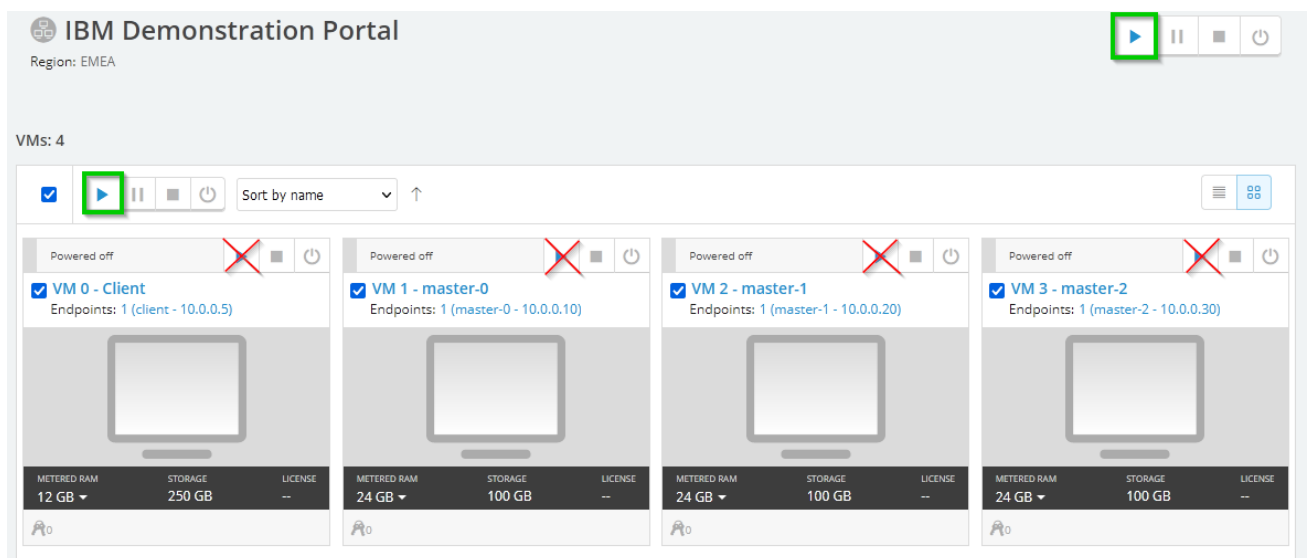 IBM Demonstration Portal
Region: EMEA
VMs: 4
Sort by name
Powered off
Powered off
Powered off
Powered off
VM 0 - Client
Endpoints: 1 (client - 10.0.0.5)
VM 1 - master-0
Endpoints: 1 (master-0 - 10.0.0.10)
VM 2 - master-1
Endpoints: 1 (master-1 - 10.0.0.20)
VM 3 - master-2
Endpoints: 1 (master-2 - 10.0.0.30)
METERED RAM STORAGE LICENSE
12 GB 250 GB --
METERED RAM STORAGE LICENSE
24 GB 100 GB --
METERED RAM STORAGE LICENSE
24 GB 100 GB --
METERED RAM STORAGE LICENSE
24 GB 100 GB --
0
0
0
0